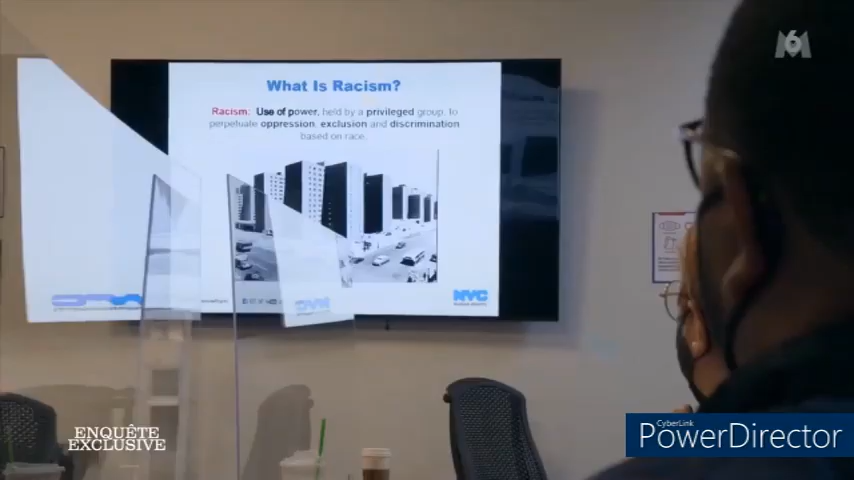 M6
What Is Racism?
Racism: Use of power, held by a privileged group, to
perpetuate oppression, exclusion and discrimination
based on race.
NYC
ENQUÊTE
EXCLUSIVE
CyberLink
PowerDirector